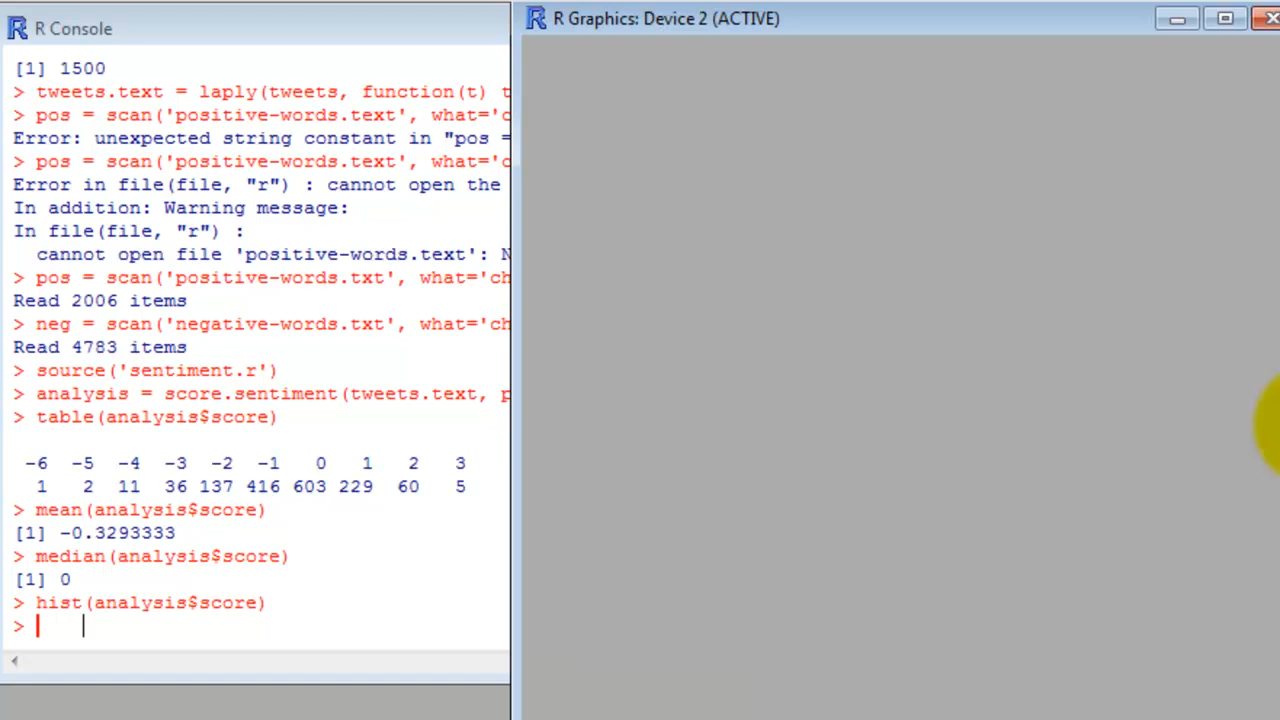 R Console
[1] 1500
> tweets.text = laply(tweets, function(t) t
> pos = scan('positive-words.text', what='c
Error: unexpected string constant in "pos =
> pos = scan('positive-words.text', what='c
Error in file(file, "r") : cannot open the
In addition: Warning message:
In file(file, "r") :
cannot open file 'positive-words.text': N
> pos = scan('positive-words.txt', what='ch
Read 2006 items
> neg = scan('negative-words.txt', what='ch
Read 4783 items
> source('sentiment.r')
> analysis = score.sentiment(tweets.text, p
> table(analysis$score)
-6 -5 -4 -3 -2 -1 0 1 2 3
1 2 11 36 137 416 603 229 60 5
> mean(analysis$score)
[1] -0.3293333
> median(analysis$score)
[1] 0
> hist(analysis$score)
>
R Graphics: Device 2 (ACTIVE)